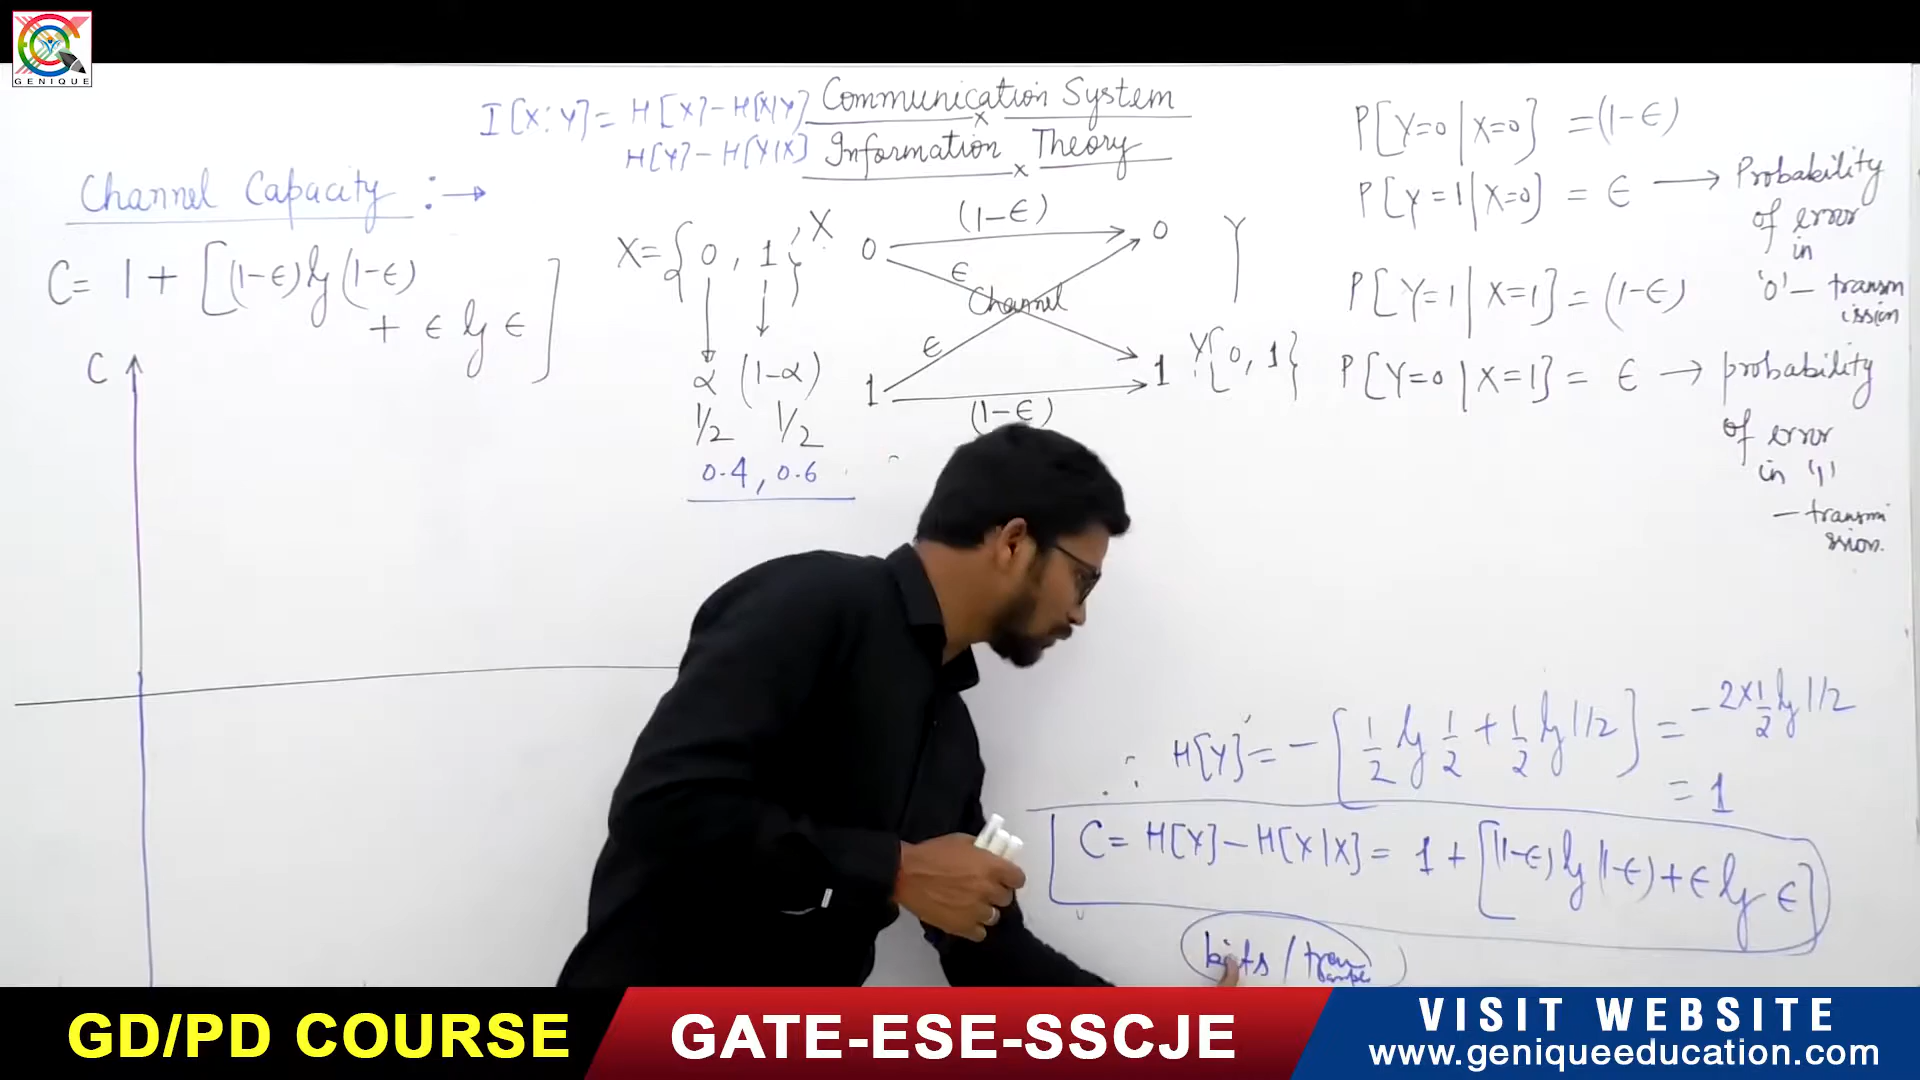 GENIQUE
Communication System
Information Theory
I[X:Y] = H[X] - H[X|Y]
H[Y] - H[Y|X]
Channel Capacity :→
C = 1 + [(1-ϵ) lg (1-ϵ)
+ ϵ lg ϵ]
C
X = {0, 1}
α (1-α)
1/2 1/2
0.4, 0.6
X
0 (1-ϵ) 0
ϵ
Channel
ϵ
1 (1-ϵ) 1
Y
Y{0, 1}
P[Y=0 | X=0] = (1-ϵ)
P[Y=1 | X=0] = ϵ → Probability
of error
in
'0' - transm
ission
P[Y=1 | X=1] = (1-ϵ)
P[Y=0 | X=1] = ϵ → probability
of error
in '1'
- transmi
ssion.
∴ H[Y] = - [1/2 lg 1/2 + 1/2 lg 1/2] = -2×1/2 lg 1/2
= 1
C = H[Y] - H[Y|X] = 1 + [(1-ϵ) lg (1-ϵ) + ϵ lg ϵ]
bits /
GD/PD COURSE
GATE-ESE-SSCJE
VISIT WEBSITE
www.geniqueeducation.com